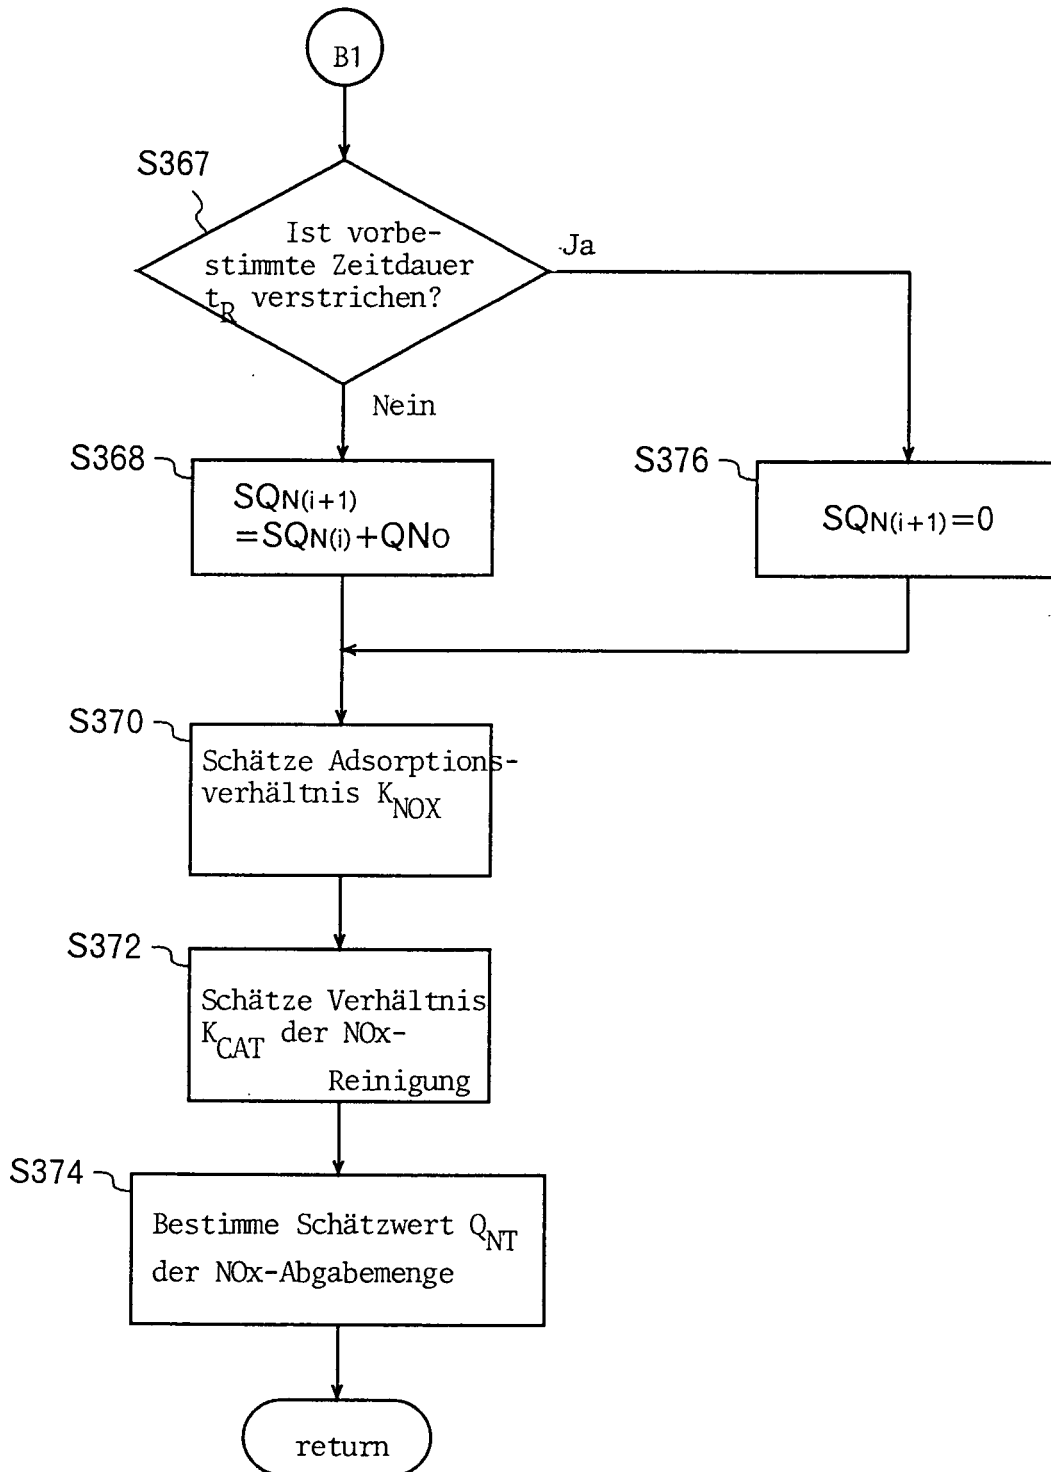 B1
S367
Ist vorbe-
stimmte Zeitdauer
tR verstrichen?
Ja
Nein
S368
SQN(i+1)
=SQN(i)+QNO
S376
SQN(i+1)=0
S370
Schätze Adsorptions-
verhältnis KNOX
S372
Schätze Verhältnis
KCAT der NOx-
Reinigung
S374
Bestimme Schätzwert QNT
der NOx-Abgabemenge
return